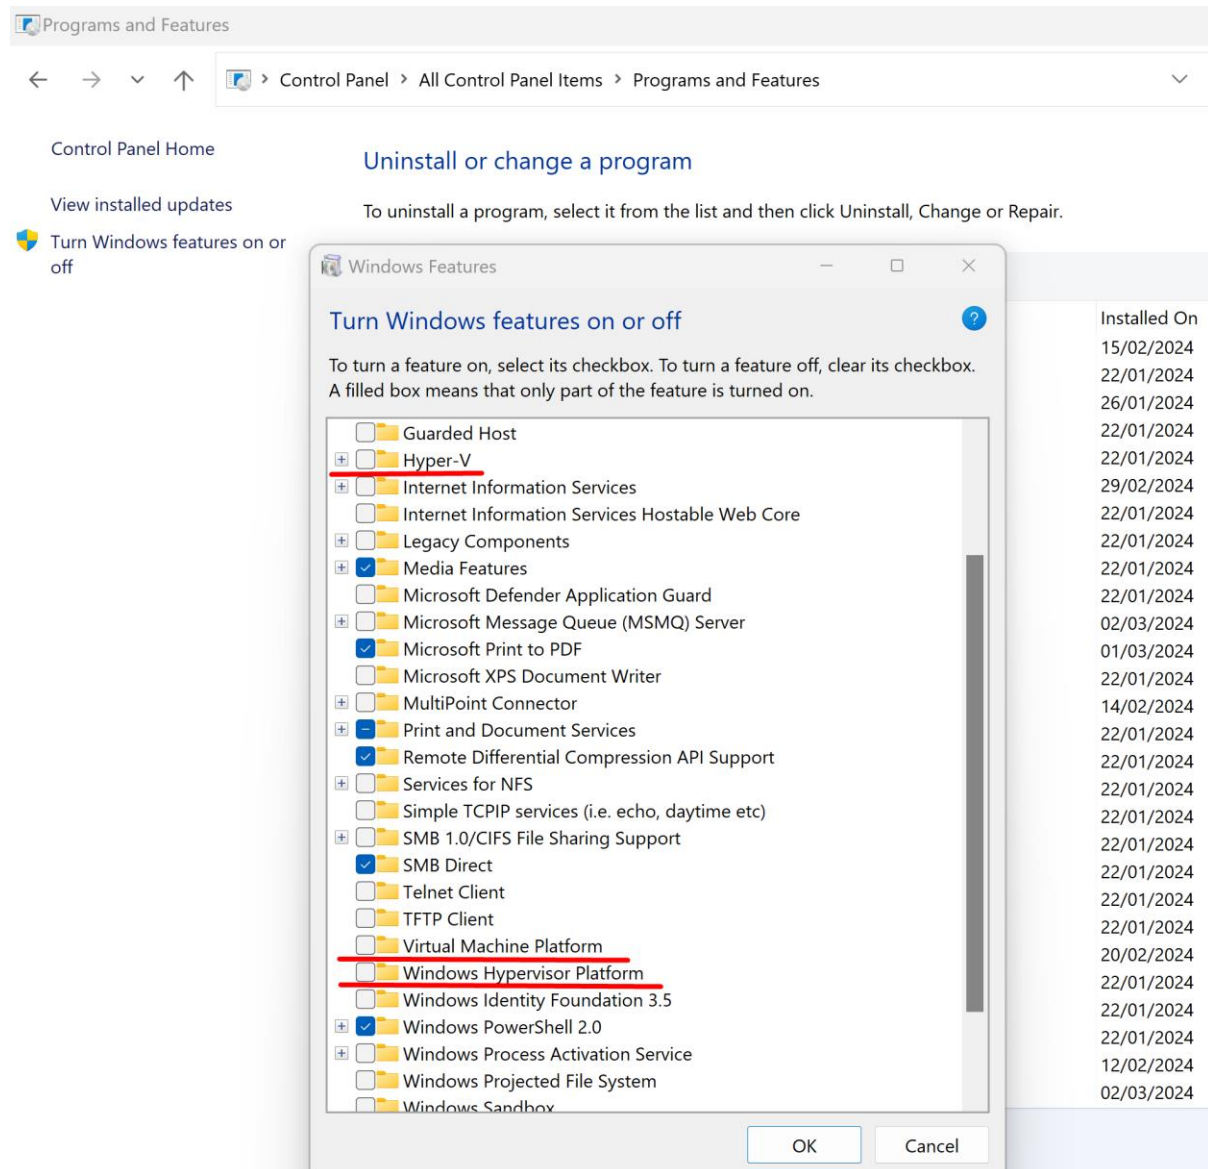 Programs and Features
Control Panel > All Control Panel Items > Programs and Features
Control Panel Home
View installed updates
Turn Windows features on or
off
Uninstall or change a program
To uninstall a program, select it from the list and then click Uninstall, Change or Repair.
Windows Features
Turn Windows features on or off
?
To turn a feature on, select its checkbox. To turn a feature off, clear its checkbox.
A filled box means that only part of the feature is turned on.
Guarded Host
Hyper-V
Internet Information Services
Internet Information Services Hostable Web Core
Legacy Components
Media Features
Microsoft Defender Application Guard
Microsoft Message Queue (MSMQ) Server
Microsoft Print to PDF
Microsoft XPS Document Writer
MultiPoint Connector
Print and Document Services
Remote Differential Compression API Support
Services for NFS
Simple TCPIP services (i.e. echo, daytime etc)
SMB 1.0/CIFS File Sharing Support
SMB Direct
Telnet Client
TFTP Client
Virtual Machine Platform
Windows Hypervisor Platform
Windows Identity Foundation 3.5
Windows PowerShell 2.0
Windows Process Activation Service
Windows Projected File System
Windows Sandbox
OK
Cancel
Installed On
15/02/2024
22/01/2024
26/01/2024
22/01/2024
22/01/2024
29/02/2024
22/01/2024
22/01/2024
22/01/2024
22/01/2024
02/03/2024
01/03/2024
22/01/2024
14/02/2024
22/01/2024
22/01/2024
22/01/2024
22/01/2024
22/01/2024
22/01/2024
22/01/2024
22/01/2024
20/02/2024
22/01/2024
22/01/2024
22/01/2024
12/02/2024
02/03/2024